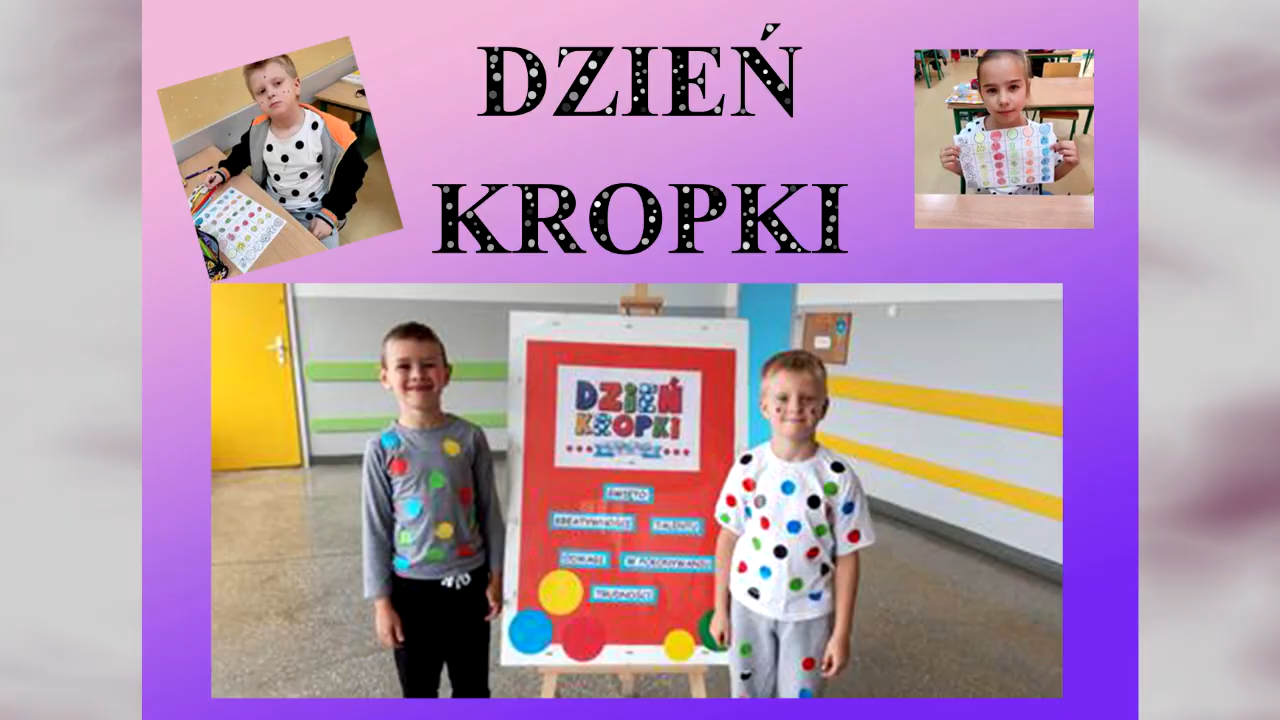 DZIEŃ
KROPKI
DZIEŃ
KROPKI
ŚWIĘTO
KREATYWNOŚCI TALENTU
ODWAGI W POKONYWANIU
TRUDNOŚCI